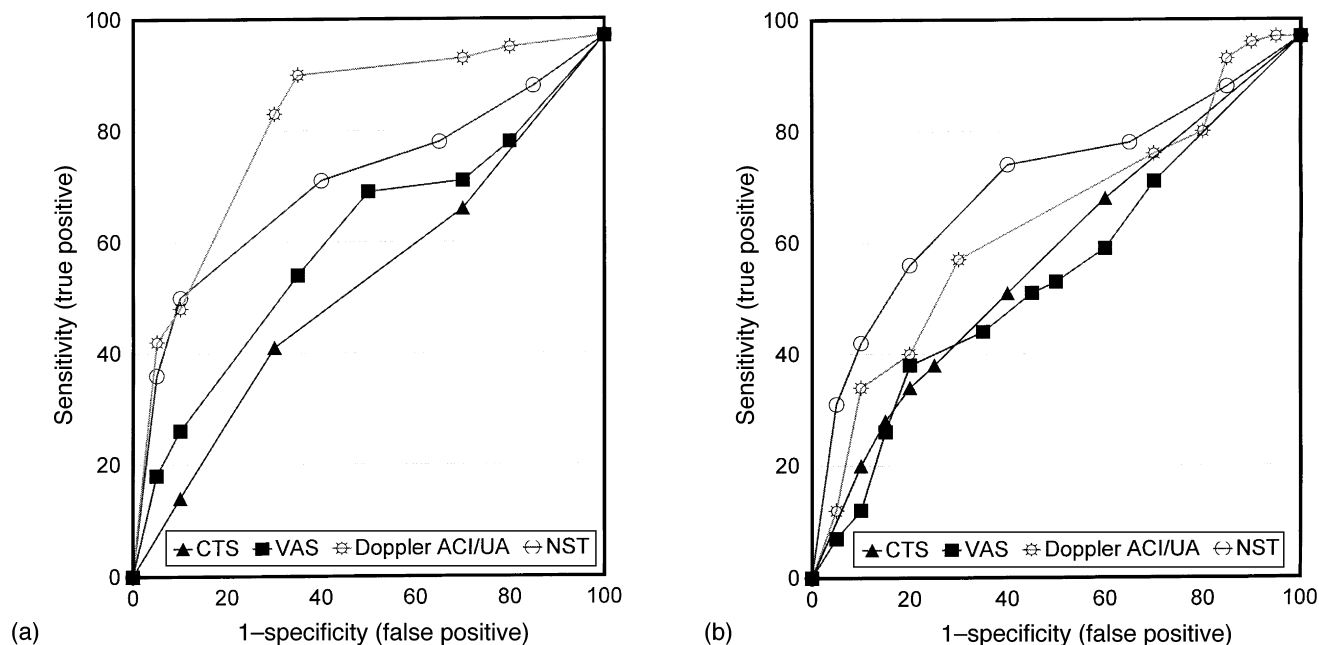 100
80
60
40
20
0
Sensitivity (true positive)
CTS VAS Doppler ACI/UA NST
0 20 40 60 80 100
1–specificity (false positive)
(a)
100
80
60
40
20
0
Sensitivity (true positive)
CTS VAS Doppler ACI/UA NST
0 20 40 60 80 100
1–specificity (false positive)
(b)